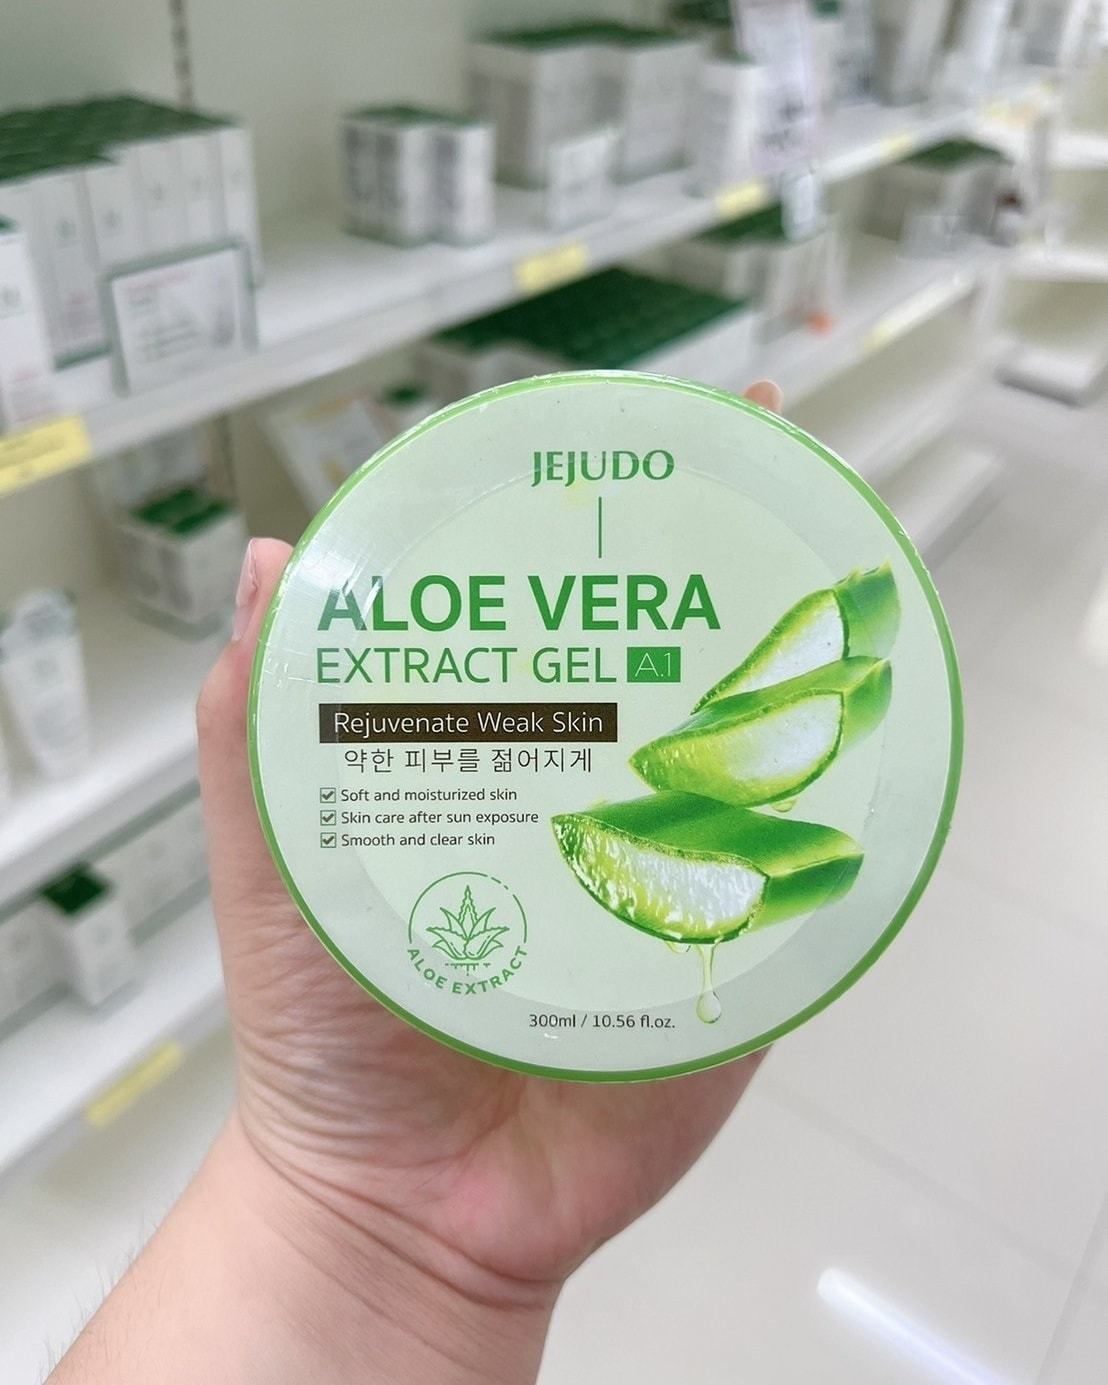 JEJUDO
ALOE VERA
EXTRACT GEL A.1
Rejuvenate Weak Skin
약한 피부를 젊어지게
Soft and moisturized skin
Skin care after sun exposure
Smooth and clear skin
ALOE EXTRACT
300ml / 10.56 fl.oz.